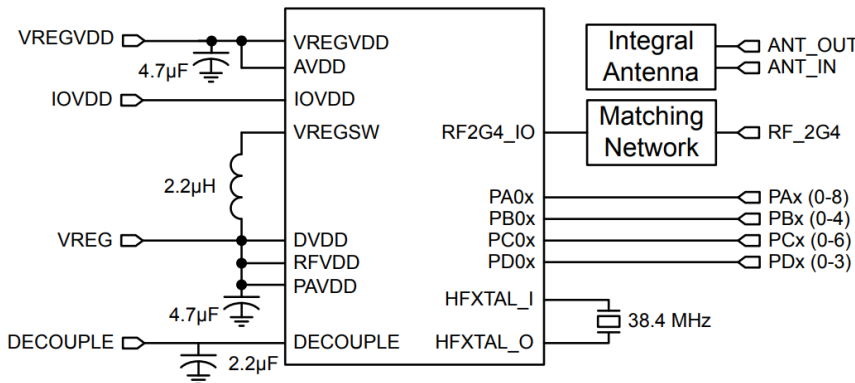 VREGVDD
4.7µF
IOVDD
2.2µH
VREG
4.7µF
DECOUPLE
2.2µF
VREGVDD
AVDD
IOVDD
VREGSW
DVDD
RFVDD
PAVDD
DECOUPLE
RF2G4_IO
PA0x
PB0x
PC0x
PD0x
HFXTAL_I
HFXTAL_O
Integral
Antenna
Matching
Network
ANT_OUT
ANT_IN
RF_2G4
PAx (0-8)
PBx (0-4)
PCx (0-6)
PDx (0-3)
38.4 MHz